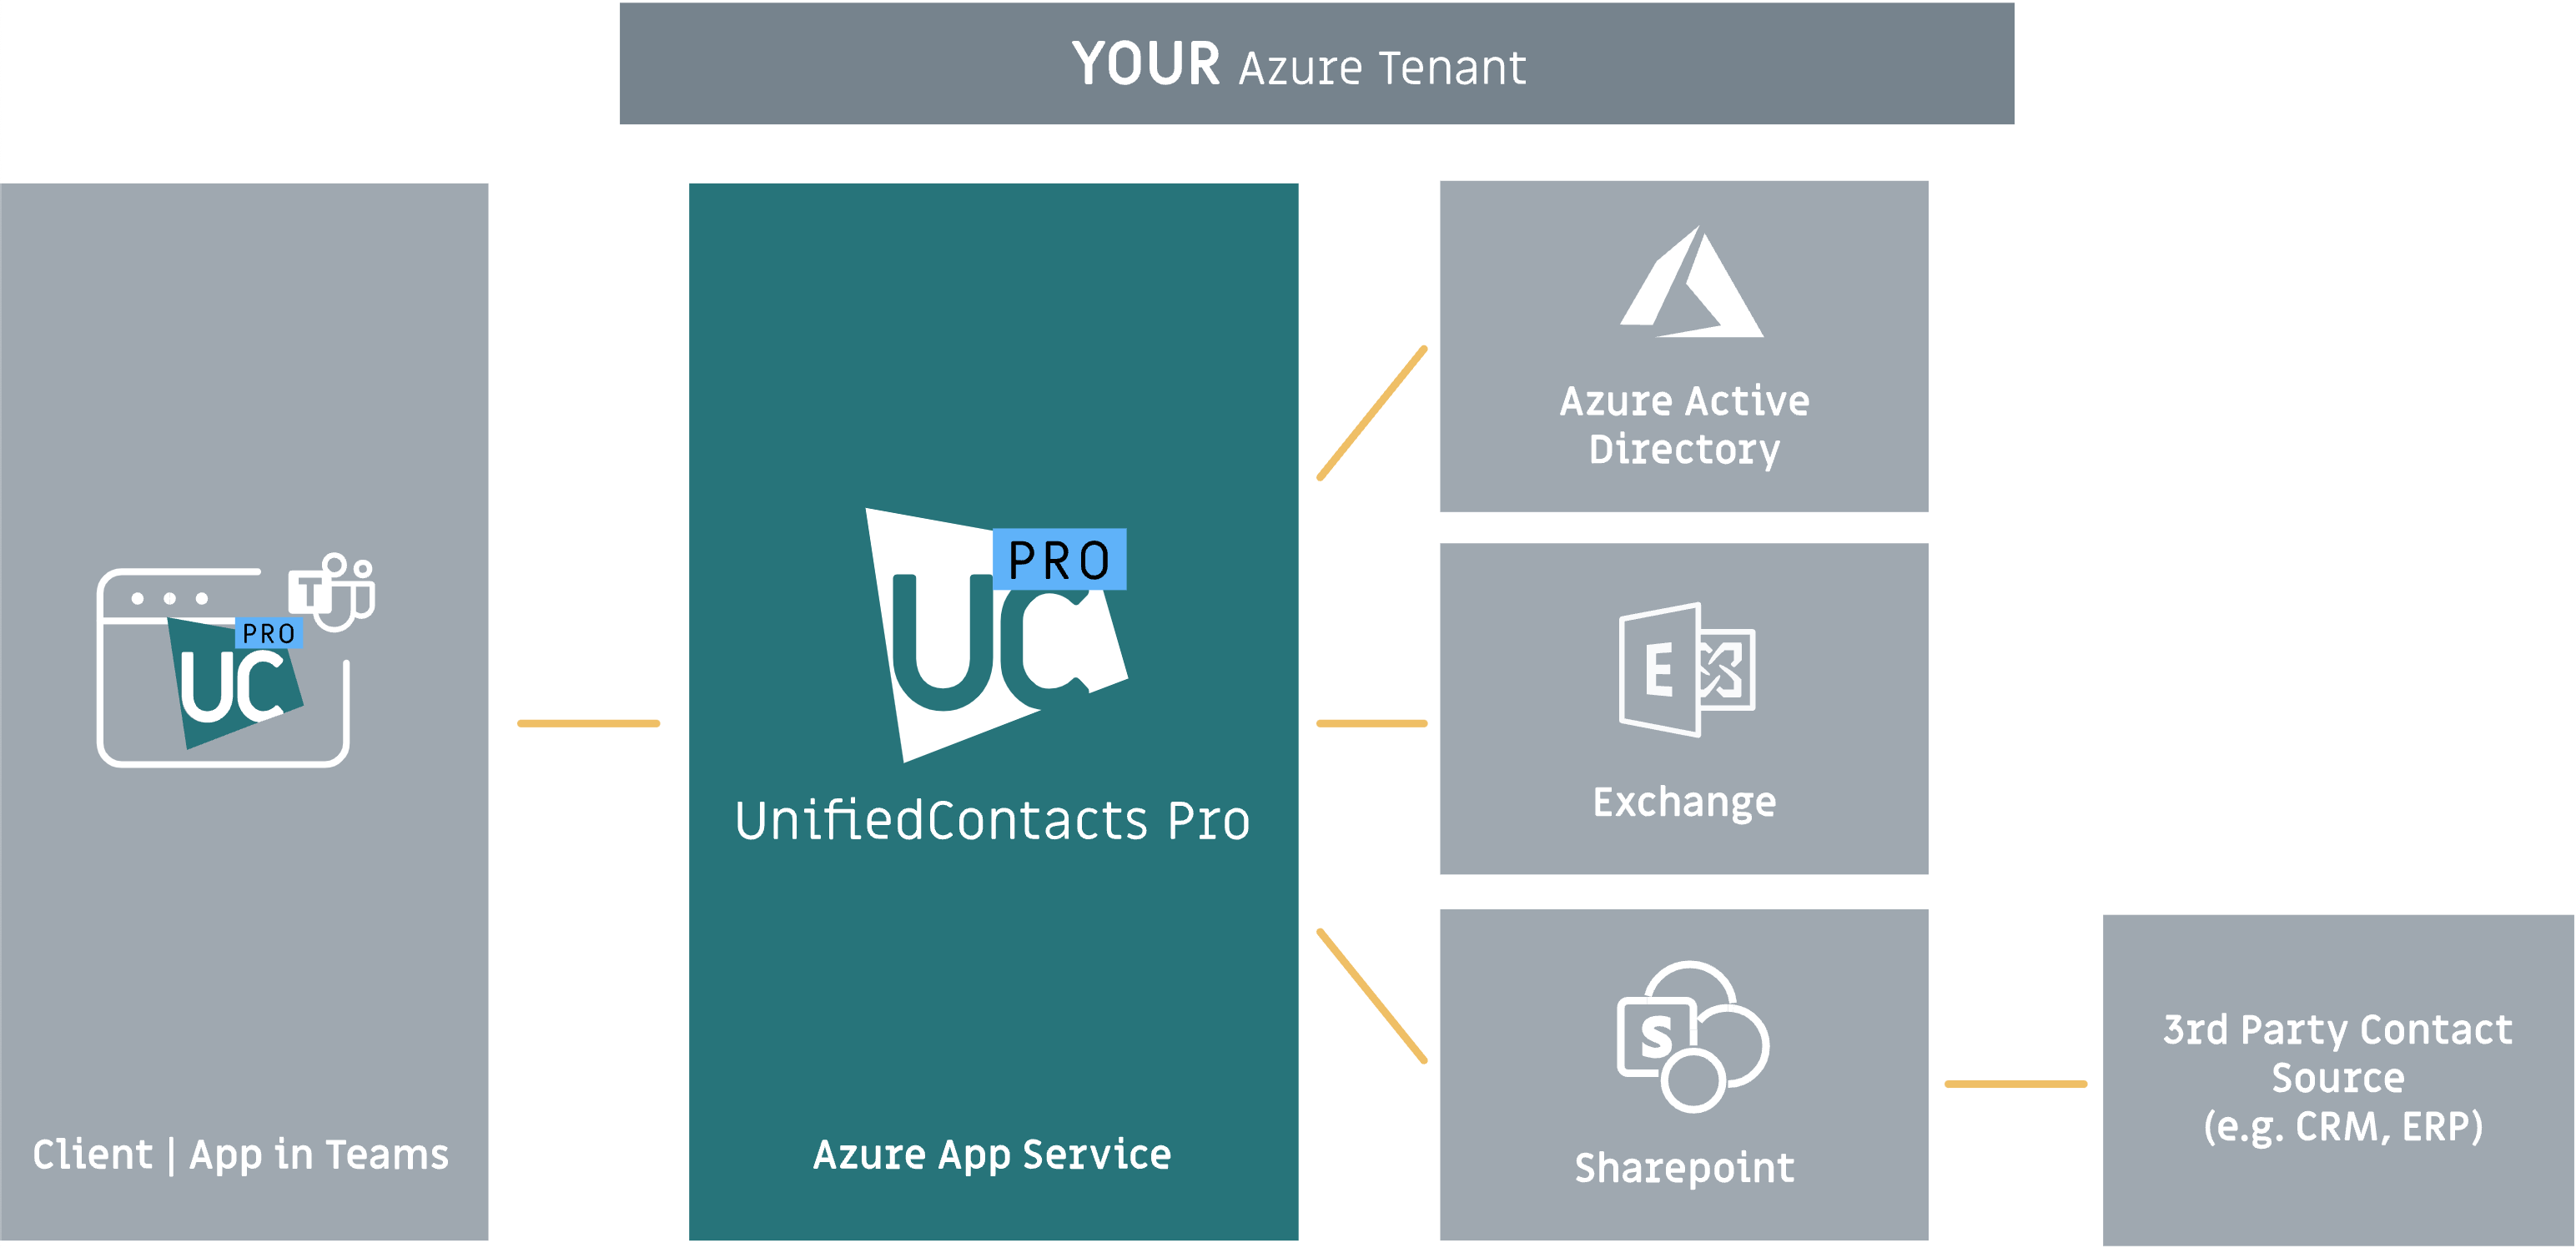 YOUR Azure Tenant
T
PRO
UC
Client | App in Teams
PRO
UC
UnifiedContacts Pro
Azure App Service
Azure Active
Directory
E
Exchange
S
Sharepoint
3rd Party Contact
Source
(e.g. CRM, ERP)